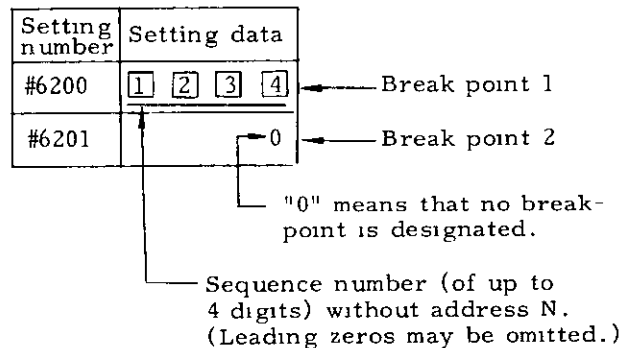 Setting number
Setting data
#6200
1 2 3 4
Break point 1
#6201
0
Break point 2
"0" means that no break-
point is designated.
Sequence number (of up to
4 digits) without address N.
(Leading zeros may be omitted.)